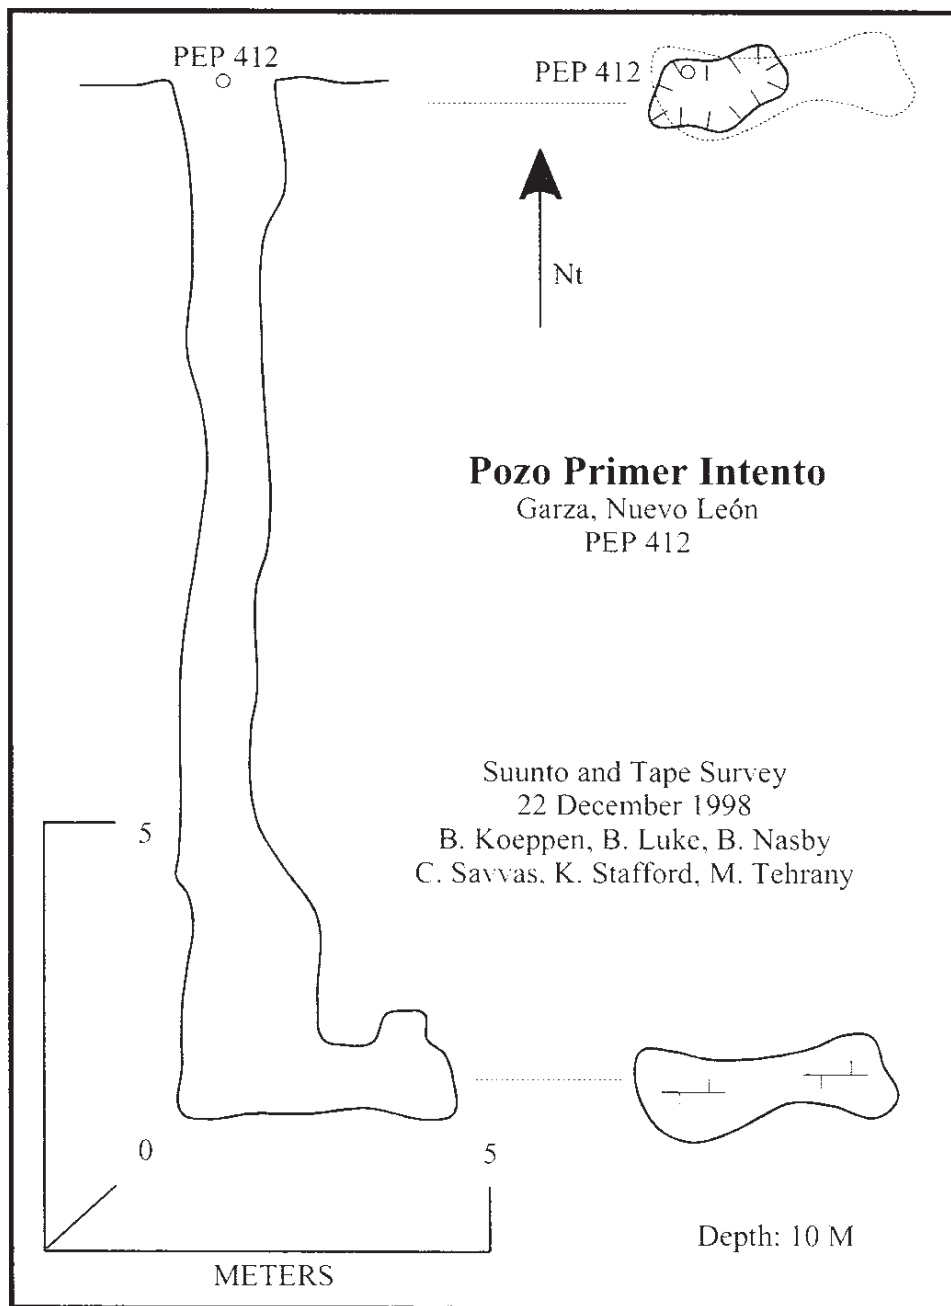 PEP 412
PEP 412
Nt
Pozo Primer Intento
Garza, Nuevo León
PEP 412
Suunto and Tape Survey
22 December 1998
B. Koeppen, B. Luke, B. Nasby
C. Savvas, K. Stafford, M. Tehrany
5
0
5
METERS
Depth: 10 M